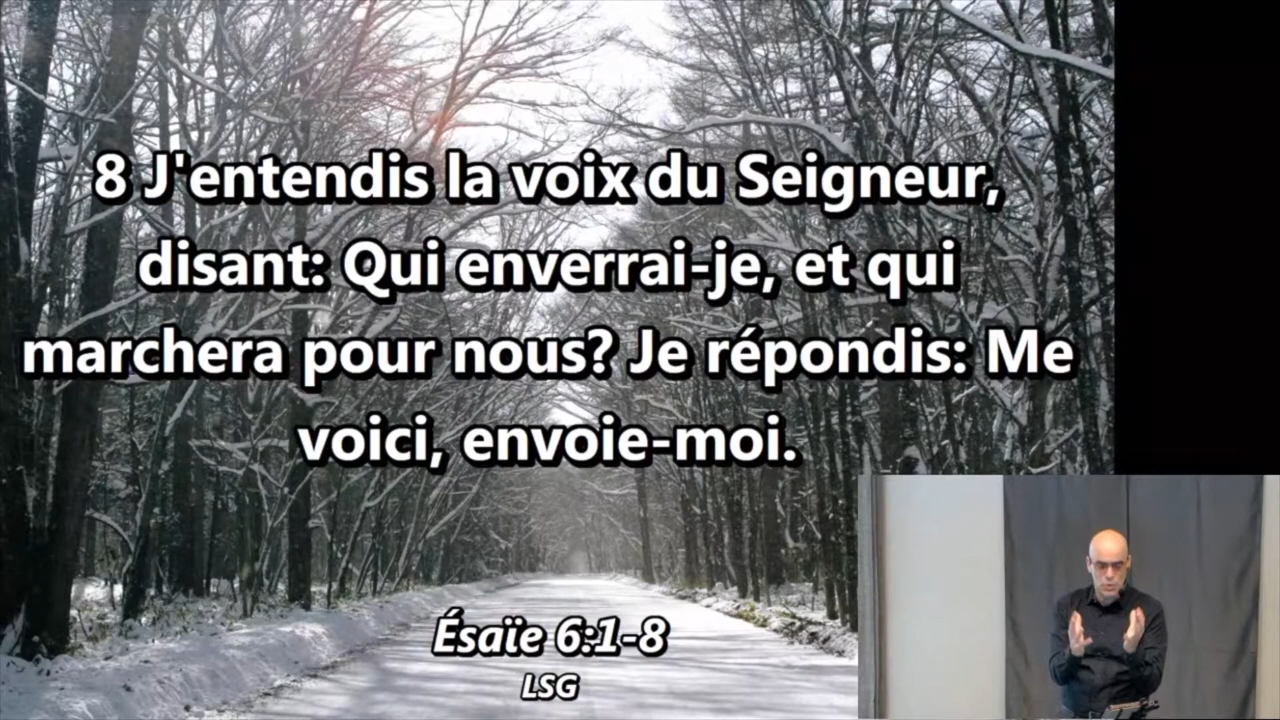 8 J'entendis la voix du Seigneur,
disant: Qui enverrai-je, et qui
marchera pour nous? Je répondis: Me
voici, envoie-moi.
Ésaïe 6:1-8
LSG